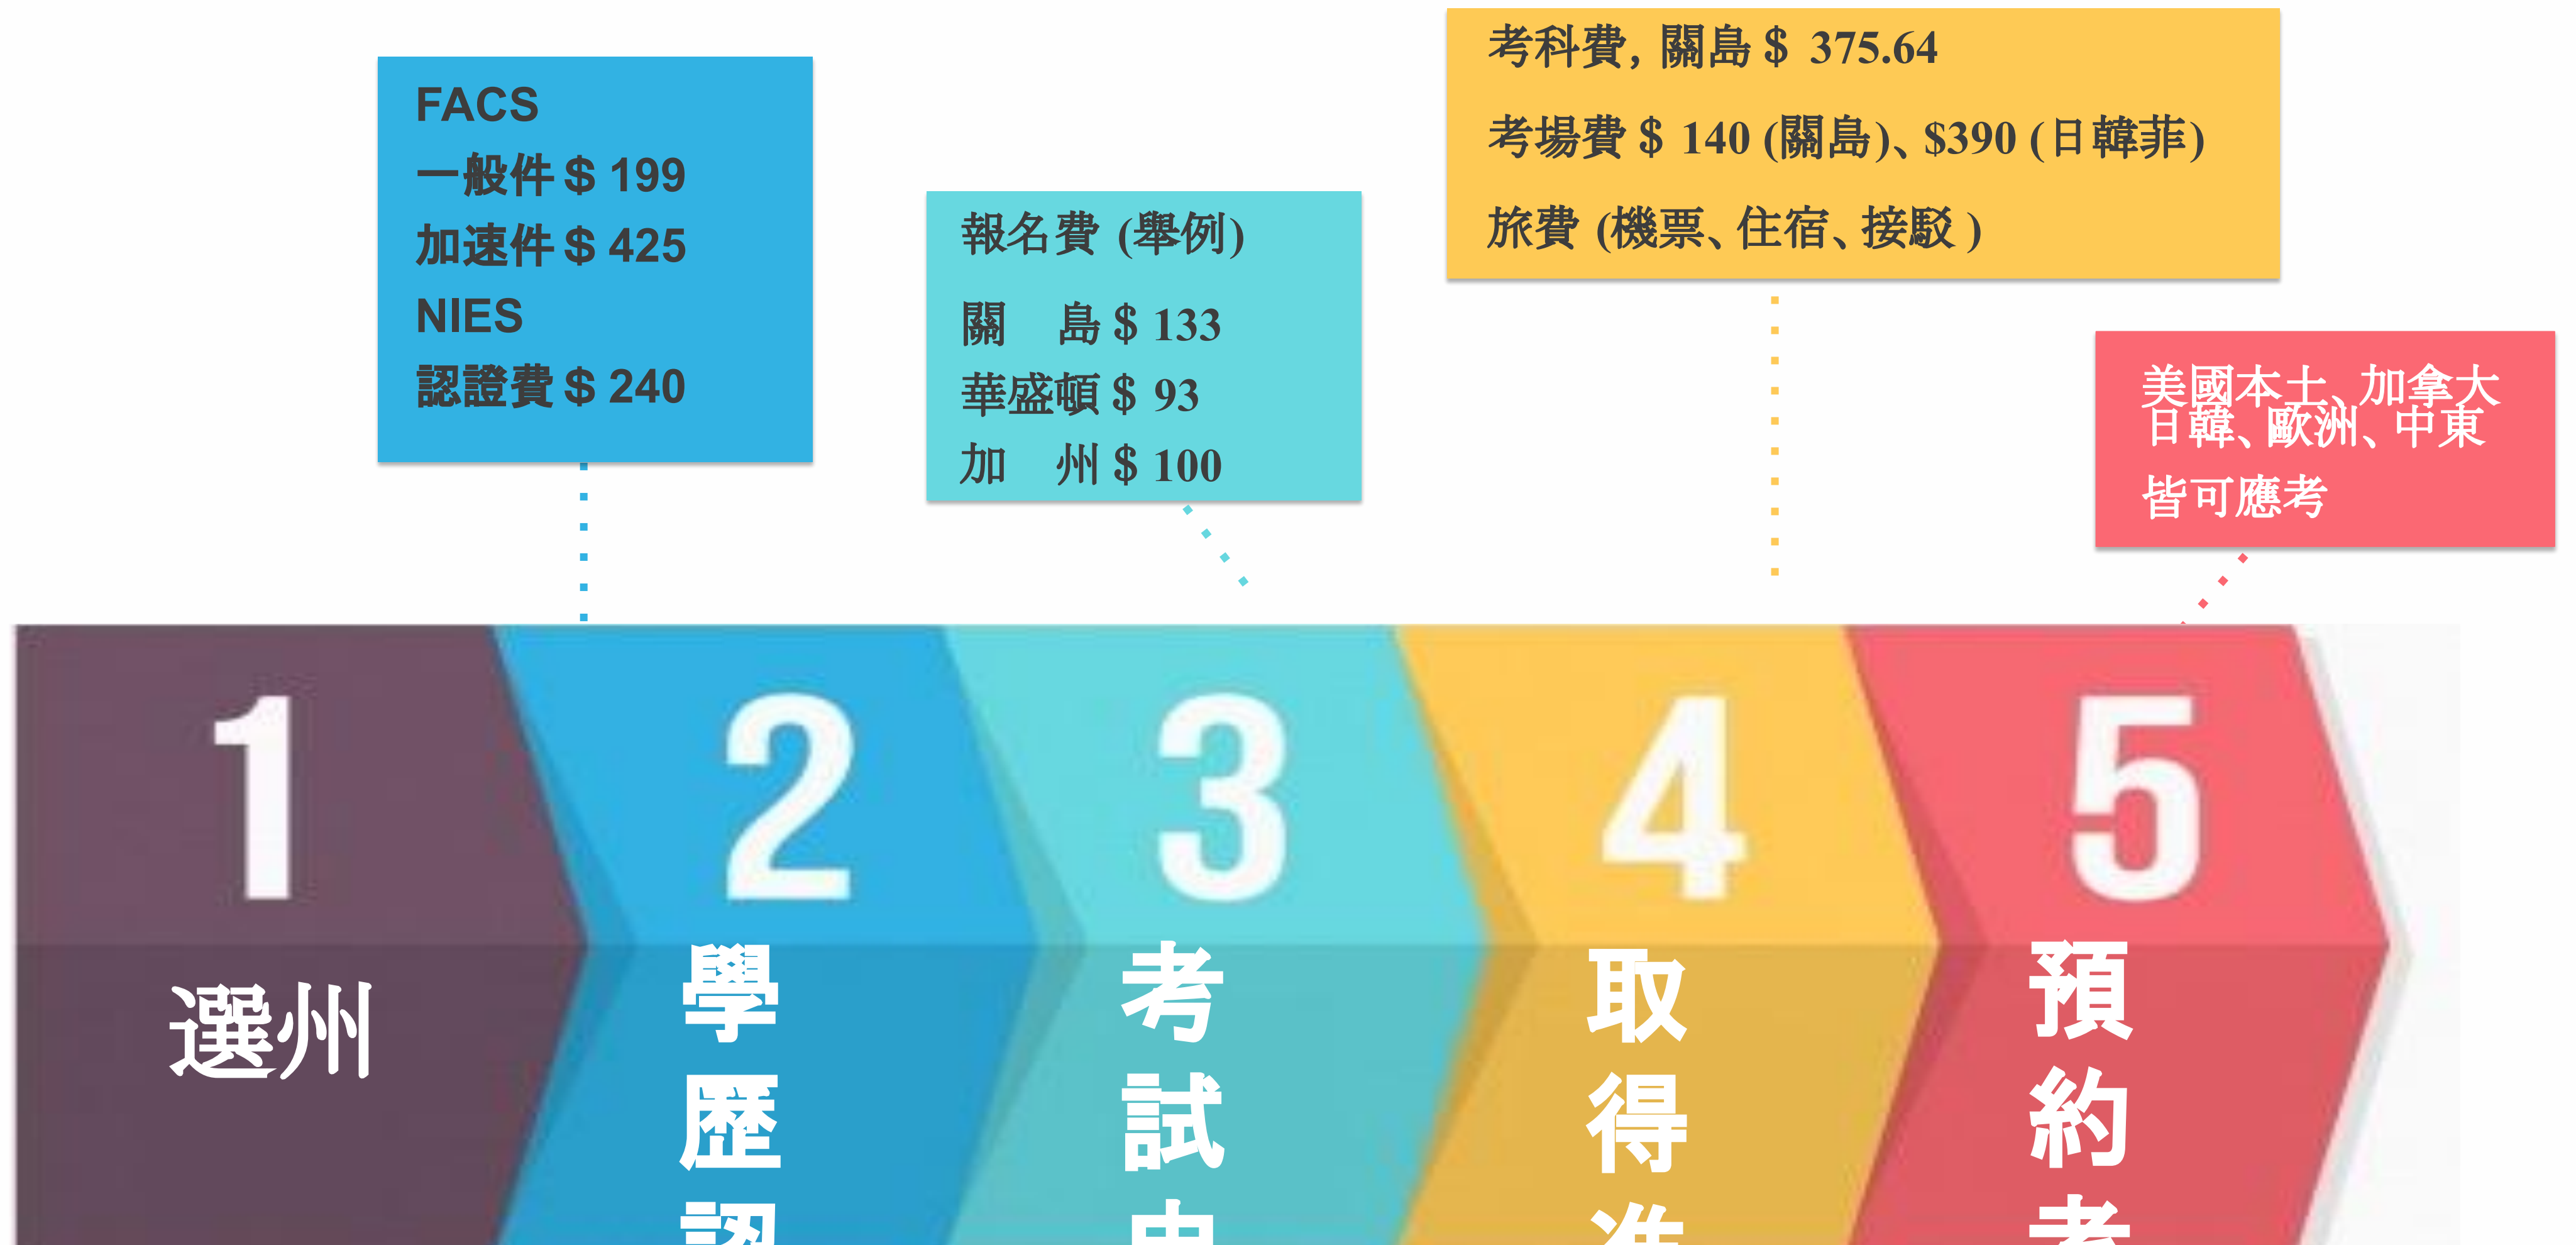 FACS
一般件＄199
加速件＄425
NIES
認證費＄240
報名費 (舉例)
關　島＄133
華盛頓＄93
加　州＄100
考科費, 關島＄ 375.64
考場費＄ 140 (關島)、$390 (日韓菲)
旅費 (機票、住宿、接駁 )
美國本土、加拿大
日韓、歐洲、中東
皆可應考
1
選州
2
學
歷
3
考
試
4
取
得
5
預
約